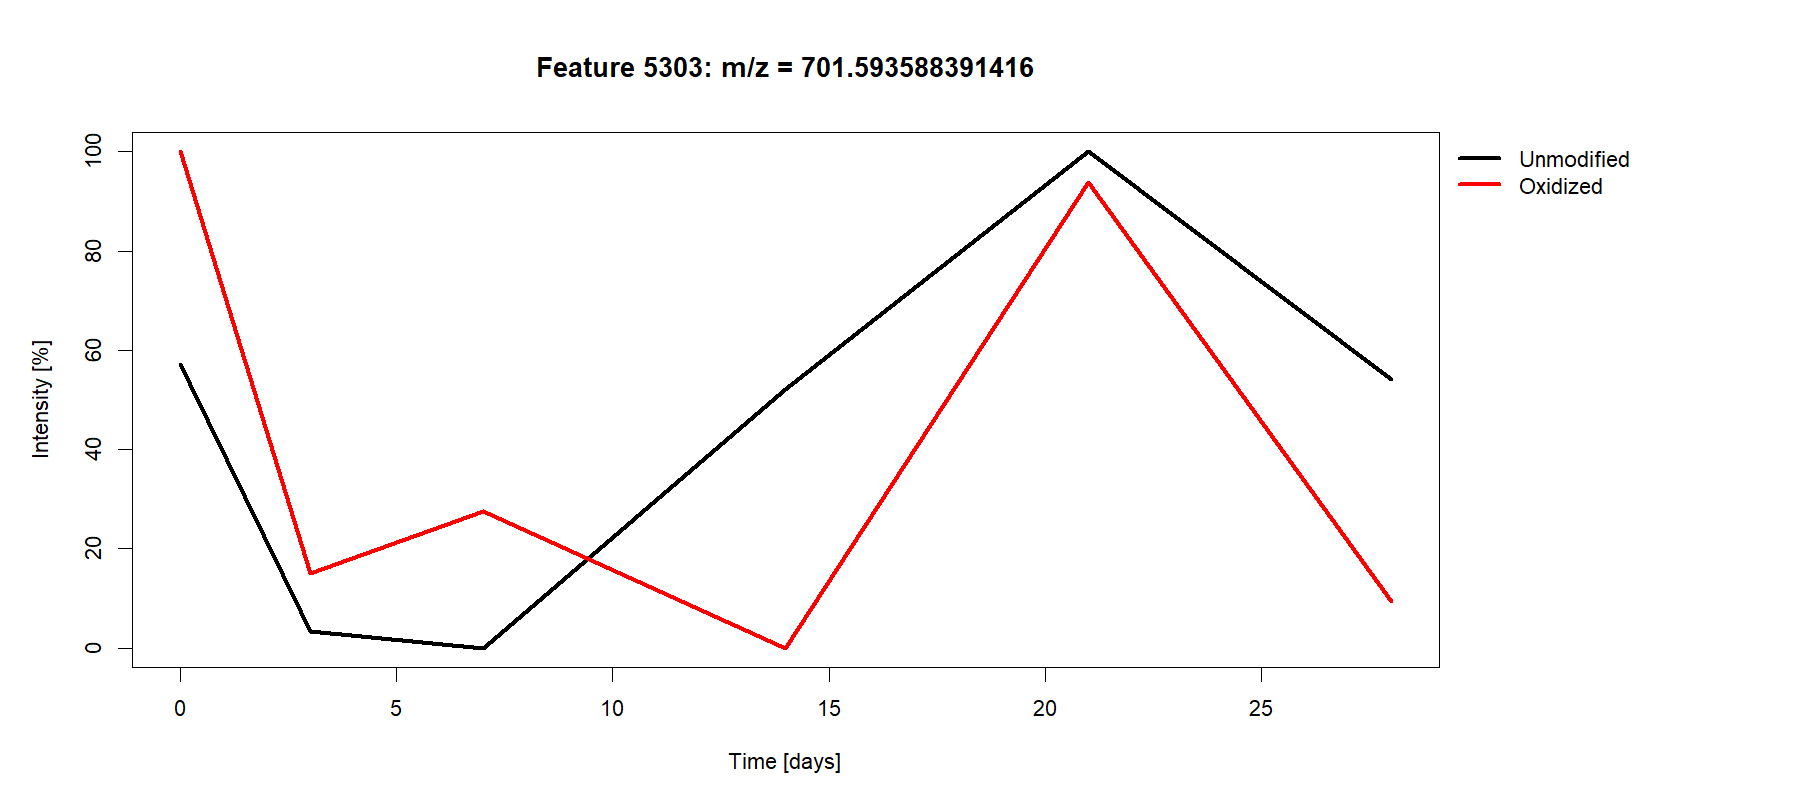 Feature 5303: m/z = 701.593588391416
Unmodified
Oxidized
Intensity [%]
100
80
60
40
20
0
0 5 10 15 20 25
Time [days]